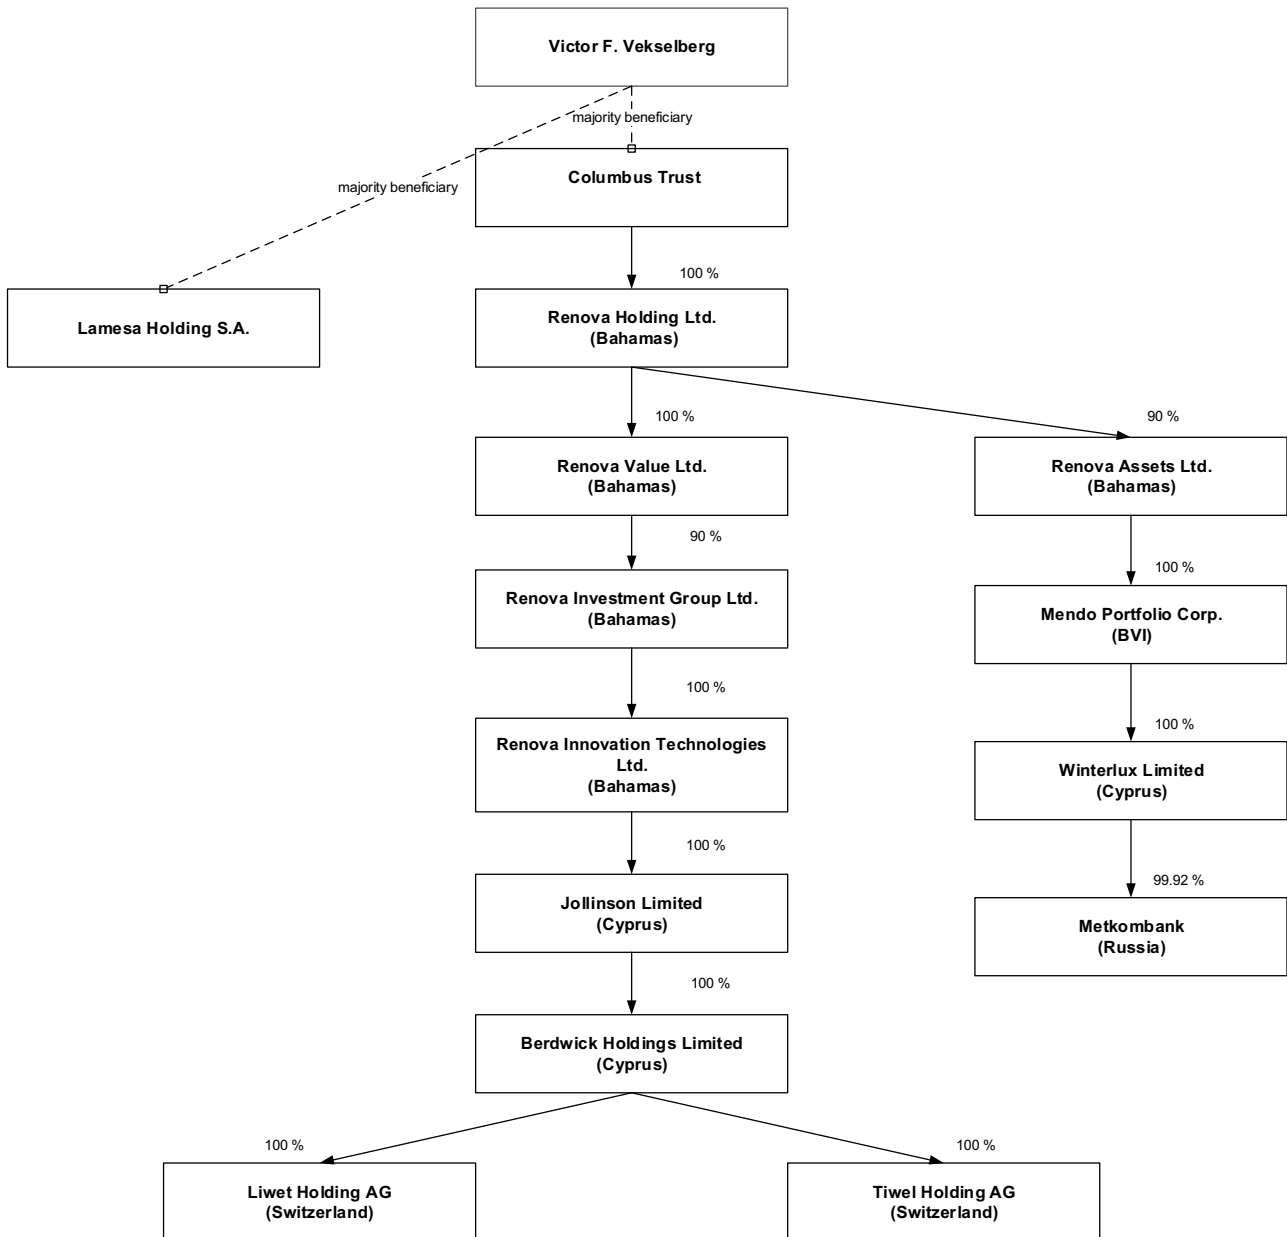 Victor F. Vekselberg
majority beneficiary
majority beneficiary
Columbus Trust
100 %
Lamesa Holding S.A.
Renova Holding Ltd.
(Bahamas)
100 %
90 %
Renova Value Ltd.
(Bahamas)
Renova Assets Ltd.
(Bahamas)
90 %
100 %
Renova Investment Group Ltd.
(Bahamas)
Mendo Portfolio Corp.
(BVI)
100 %
100 %
Renova Innovation Technologies
Ltd.
(Bahamas)
Winterlux Limited
(Cyprus)
100 %
99.92 %
Jollinson Limited
(Cyprus)
Metkombank
(Russia)
100 %
Berdwick Holdings Limited
(Cyprus)
100 %
100 %
Liwet Holding AG
(Switzerland)
Tiwel Holding AG
(Switzerland)